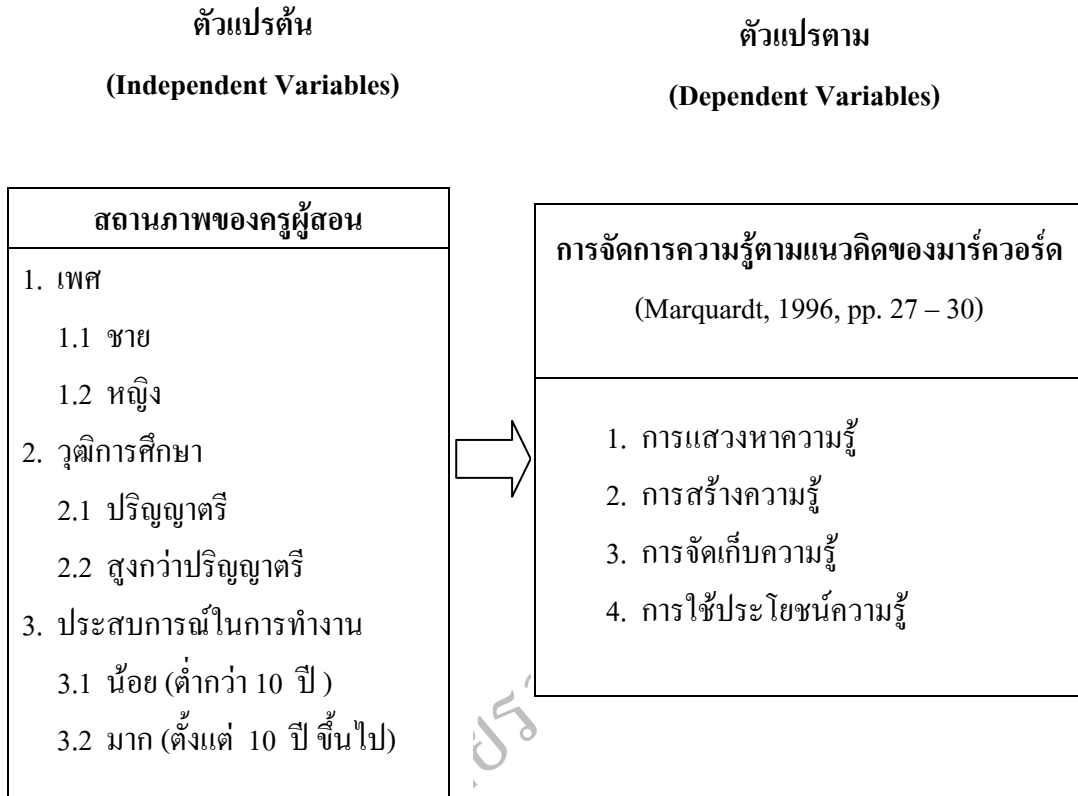 ตัวแปรต้น
(Independent Variables)
ตัวแปรตาม
(Dependent Variables)
สถานภาพของครูผู้สอน
1. เพศ
1.1 ชาย
1.2 หญิง
2. วุฒิการศึกษา
2.1 ปริญญาตรี
2.2 สูงกว่าปริญญาตรี
3. ประสบการณ์ในการทำงาน
3.1 น้อย (ต่ำกว่า 10 ปี )
3.2 มาก (ตั้งแต่ 10 ปี ขึ้นไป)
การจัดการความรู้ตามแนวคิดของมาร์ควอร์ด
(Marquardt, 1996, pp. 27 – 30)
1. การแสวงหาความรู้
2. การสร้างความรู้
3. การจัดเก็บความรู้
4. การใช้ประโยชน์ความรู้